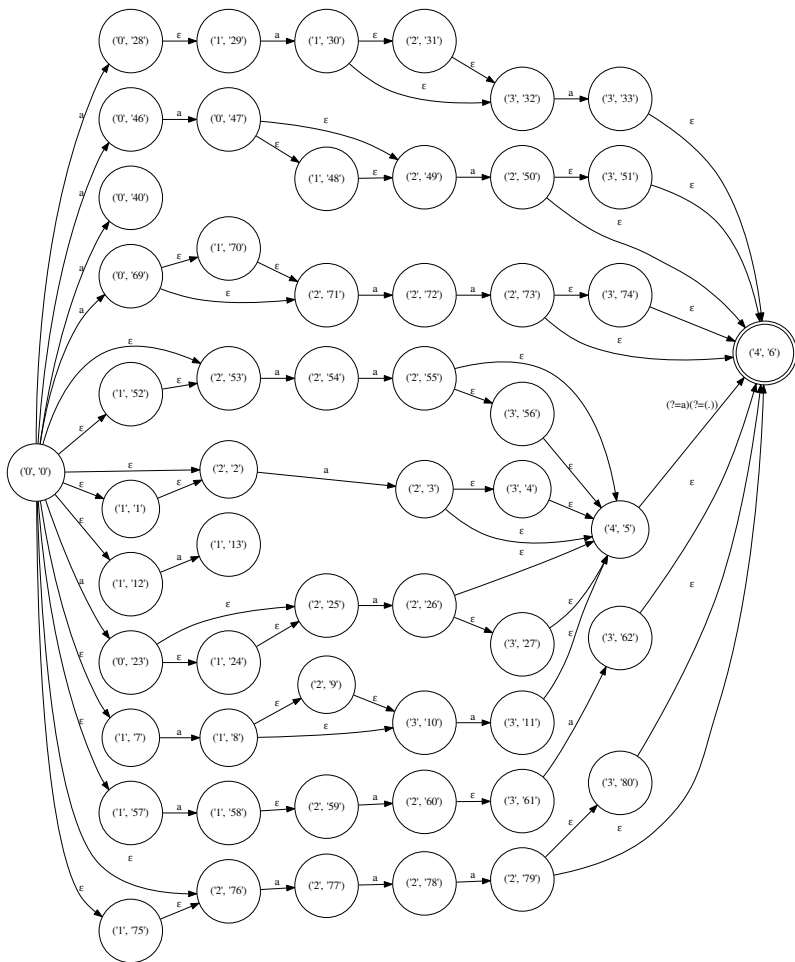 ('0', '28') ε ('1', '29') a ('1', '30') ε ('2', '31')
ε
ε
('3', '32') a ('3', '33')
a
('0', '46') a ('0', '47')
ε
ε
ε
('1', '48') ε ('2', '49') a ('2', '50') ε ('3', '51')
ε
a
('0', '40')
ε
a
('1', '70')
ε
ε
('0', '69')
ε
a
('2', '71') a ('2', '72') a ('2', '73') ε ('3', '74')
ε
ε
ε
('4', '6')
('2', '53') a ('2', '54') a ('2', '55')
ε
ε
('1', '52')
ε
('3', '56')
(?=a)(?=(.))
ε
ε
('0', '0')
ε
('2', '2')
a
ε
ε
('2', '3') ε ('3', '4')
ε
ε
('1', '1')
ε
('4', '5')
('1', '13')
ε
a
('1', '12')
a
ε
('2', '25') a ('2', '26')
ε
ε
('3', '27')
ε
('3', '62')
('0', '23') ε ('1', '24')
ε
ε
ε
('2', '9')
ε
('1', '7') a ('1', '8')
ε
('3', '10') a ('3', '11')
a
ε
('3', '80')
ε
('1', '57') a ('1', '58') ε ('2', '59') a ('2', '60') ε ('3', '61')
ε
ε
ε
('2', '76') a ('2', '77') a ('2', '78') a ('2', '79')
ε
('1', '75')
ε